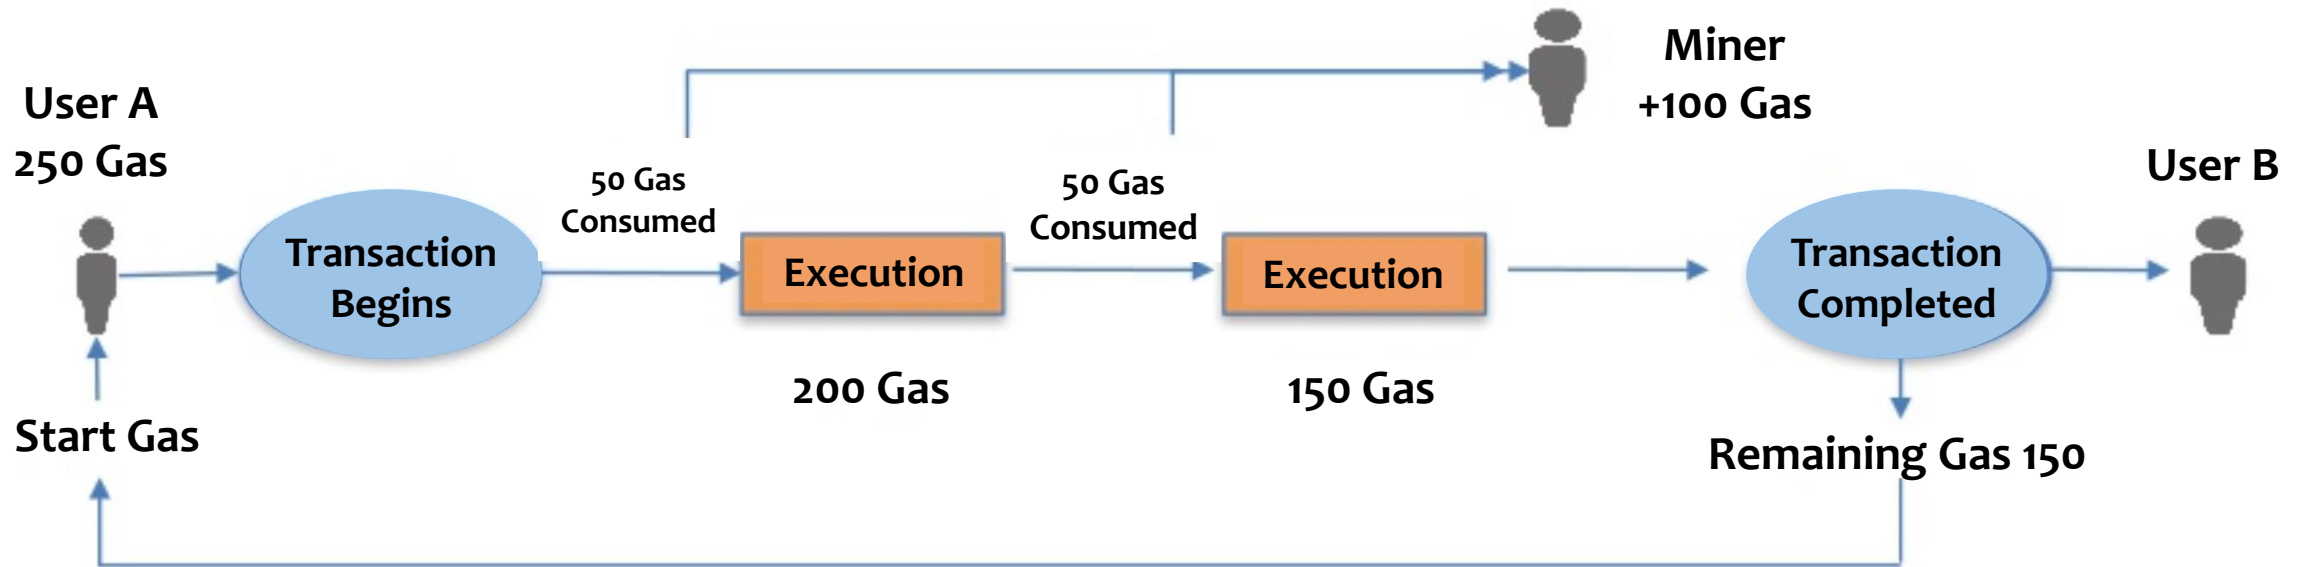 Miner
+100 Gas
User A
250 Gas
50 Gas
Consumed
50 Gas
Consumed
User B
Transaction
Begins
Execution
Execution
Transaction
Completed
200 Gas
150 Gas
Start Gas
Remaining Gas 150